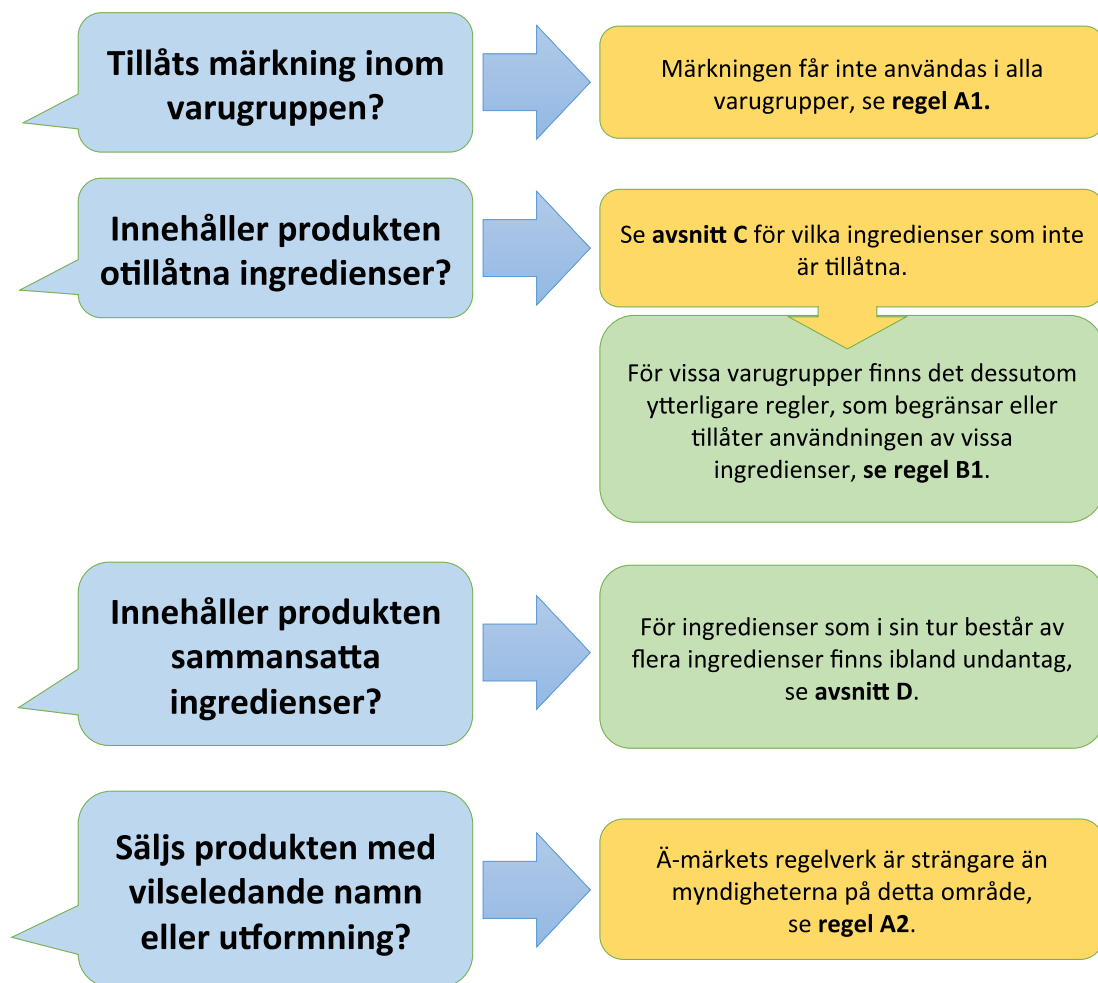 Tillåts märkning inom
varugruppen?
Märkningen får inte användas i alla
varugrupper, se regel A1.
Innehåller produkten
otillåtna ingredienser?
Se avsnitt C för vilka ingredienser som inte
är tillåtna.
För vissa varugrupper finns det dessutom
ytterligare regler, som begränsar eller
tillåter användningen av vissa
ingredienser, se regel B1.
Innehåller produkten
sammansatta
ingredienser?
För ingredienser som i sin tur består av
flera ingredienser finns ibland undantag,
se avsnitt D.
Säljs produkten med
vilseledande namn
eller utformning?
Ä-märkets regelverk är strängare än
myndigheterna på detta område,
se regel A2.